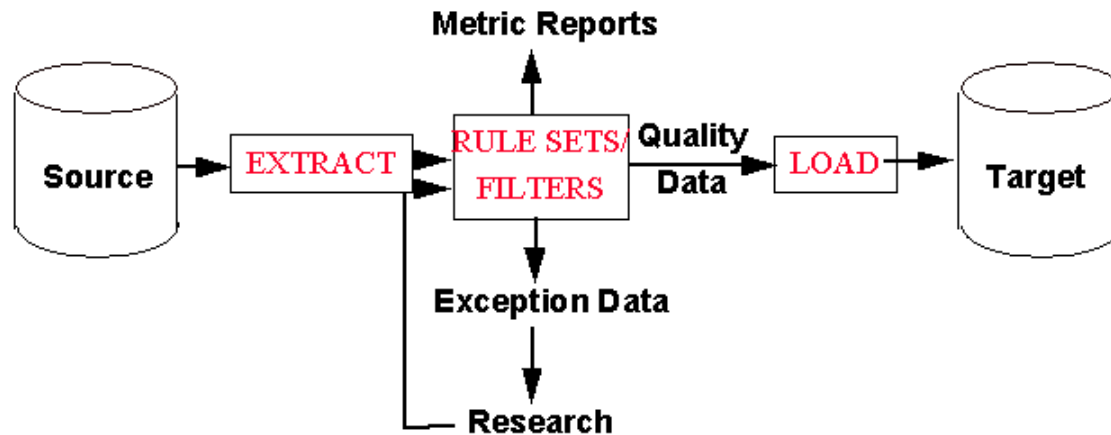 Metric Reports
Source
EXTRACT
RULE SETS/
FILTERS
Quality
Data
LOAD
Target
Exception Data
Research